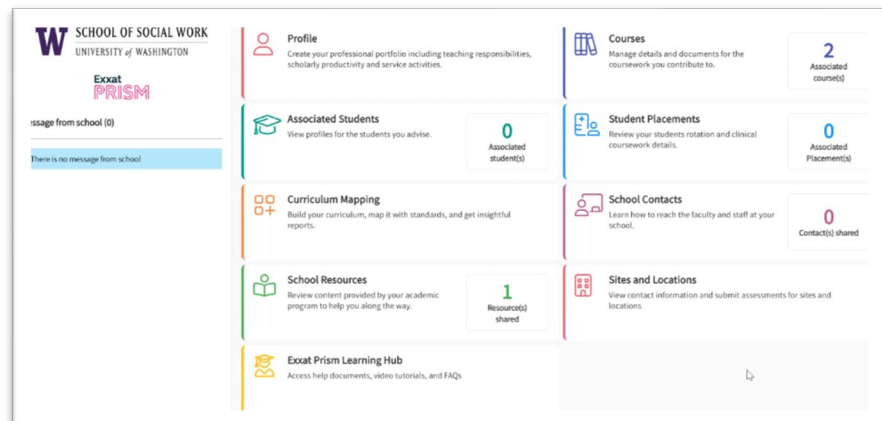 W
SCHOOL OF SOCIAL WORK
UNIVERSITY of WASHINGTON
Exxat
PRISM
essage from school (0)
There is no message from school
Profile
Create your professional portfolio including teaching responsibilities,
scholarly productivity and service activities.
Courses
Manage details and documents for the
coursework you contribute to.
2
Associated
course(s)
Associated Students
View profiles for the students you advise.
0
Associated
student(s)
Student Placements
Review your students rotation and clinical
coursework details.
0
Associated
Placement(s)
Curriculum Mapping
Build your curriculum, map it with standards, and get insightful
reports.
School Contacts
Learn how to reach the faculty and staff at your
school.
0
Contact(s) shared
School Resources
Review content provided by your academic
program to help you along the way.
1
Resource(s)
shared
Sites and Locations
View contact information and submit assessments for sites and
locations
Exxat Prism Learning Hub
Access help documents, video tutorials, and FAQs